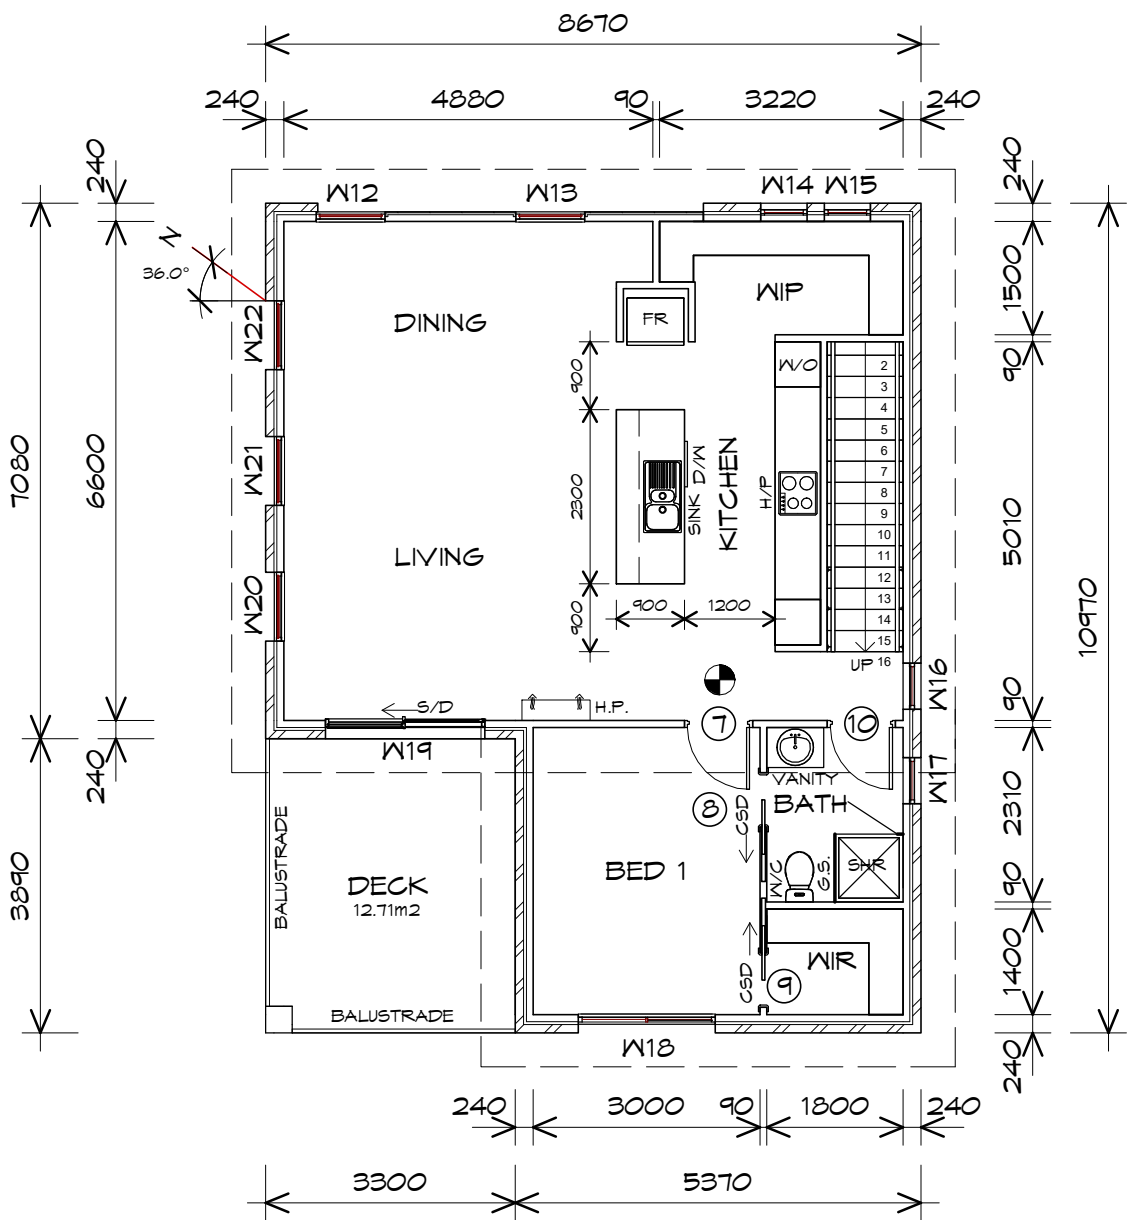 8670
240 4880 90 3220 240
240
240
W12
W13
W14 W15
N
36.0°
WIP
1500
DINING
FR
W22
W/O
90
900
2
3
4
5
6
7
8
9
10
11
12
13
14
15
UP 16
7080
6600
W21
2300
SINK D/W
KITCHEN
H/P
5010
10970
LIVING
W20
900
900
1200
W16
90
S/D
H.P.
7
10
W19
240
VANITY
W17
BATH
8
CSD
2310
BALUSTRADE
3890
DECK
12.71m2
BED 1
W/C
G.S.
SHR
90
WIR
CSD
9
1400
BALUSTRADE
W18
240
240 3000 90 1800 240
3300 5370